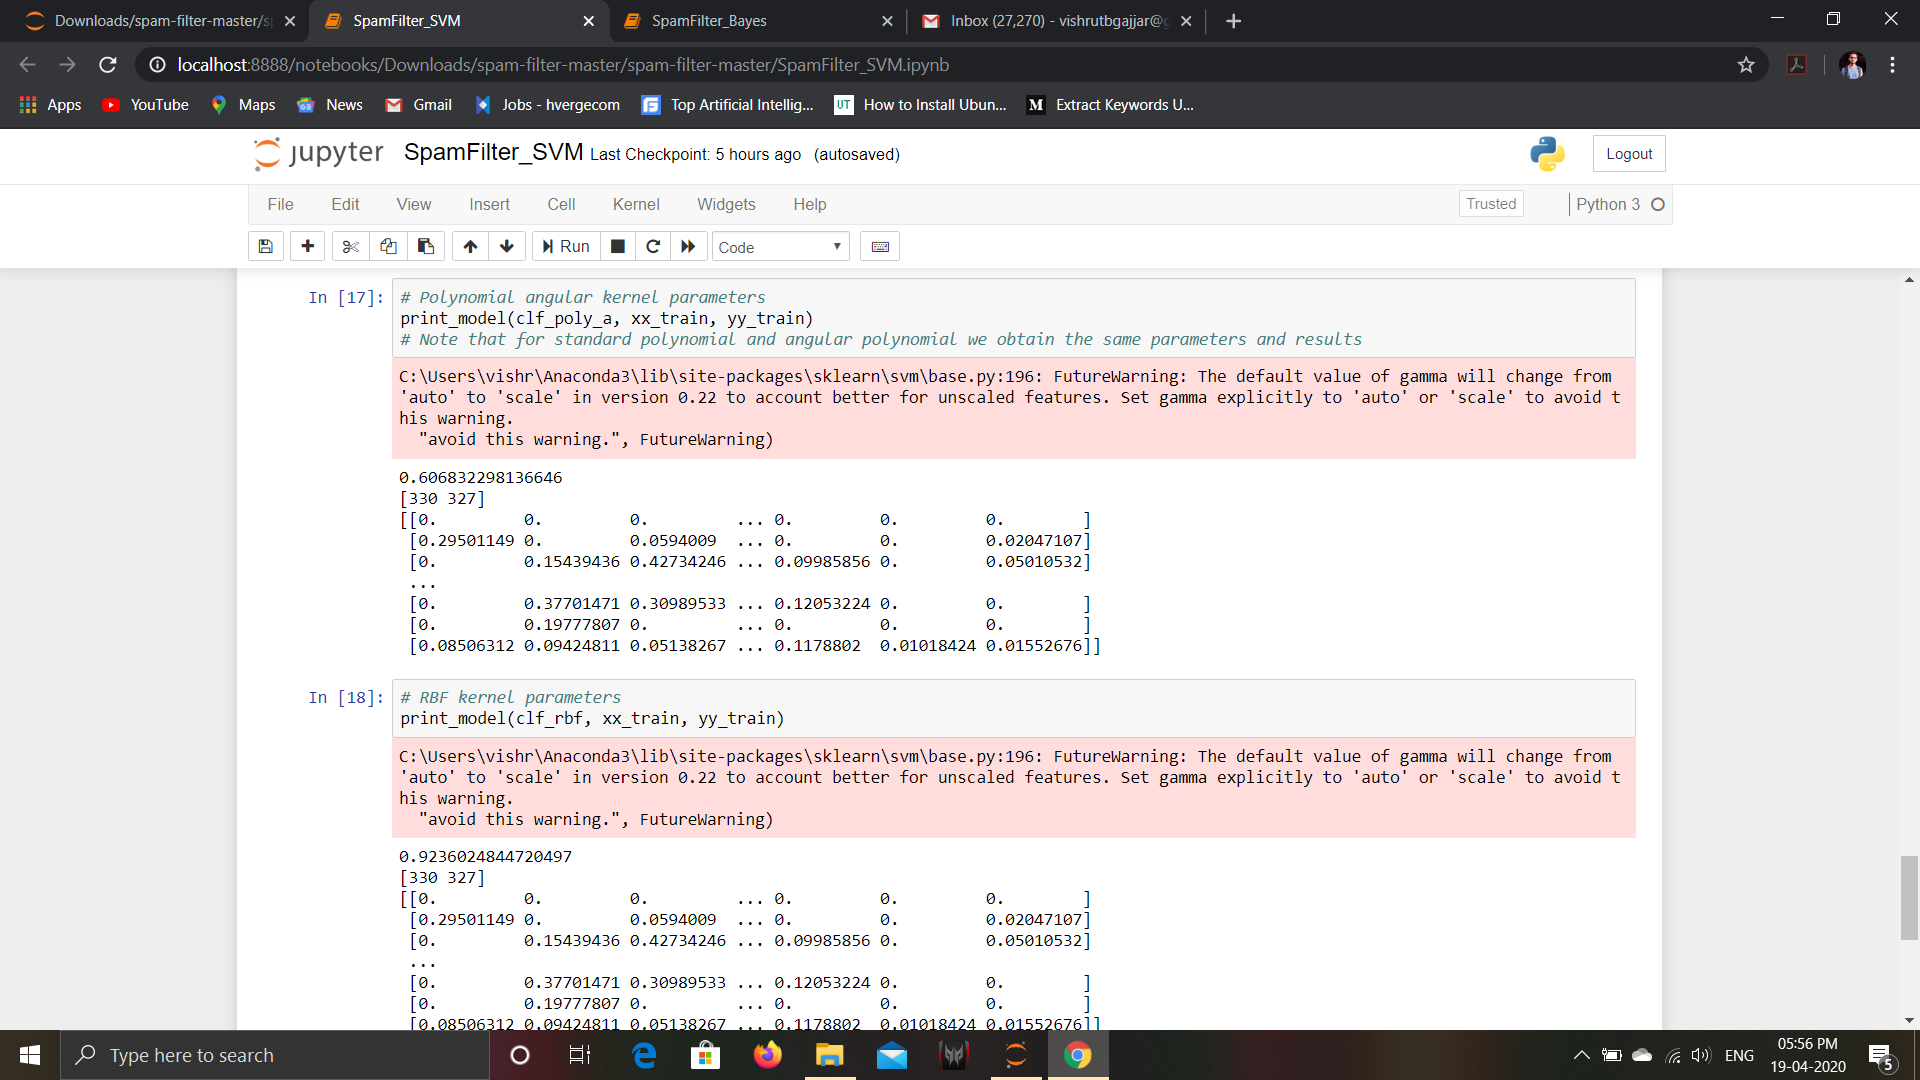 Downloads/spam-filter-master/sp
SpamFilter_SVM
SpamFilter_Bayes
Inbox (27,270) - vishrutbgajjar@g
localhost:8888/notebooks/Downloads/spam-filter-master/spam-filter-master/SpamFilter_SVM.ipynb
Apps YouTube Maps News Gmail Jobs - hvergecom Top Artificial Intellig... UT How to Install Ubun... M Extract Keywords U...
jupyter SpamFilter_SVM Last Checkpoint: 5 hours ago (autosaved) Logout
File Edit View Insert Cell Kernel Widgets Help Trusted Python 3
Run Code
In [17]: # Polynomial angular kernel parameters
print_model(clf_poly_a, xx_train, yy_train)
# Note that for standard polynomial and angular polynomial we obtain the same parameters and results
C:\Users\vishr\Anaconda3\lib\site-packages\sklearn\svm\base.py:196: FutureWarning: The default value of gamma will change from
'auto' to 'scale' in version 0.22 to account better for unscaled features. Set gamma explicitly to 'auto' or 'scale' to avoid t
his warning.
"avoid this warning.", FutureWarning)
0.606832298136646
[330 327]
[[0. 0. 0. ... 0. 0. 0. ]
[0.29501149 0. 0.0594009 ... 0. 0. 0.02047107]
[0. 0.15439436 0.42734246 ... 0.09985856 0. 0.05010532]
...
[0. 0.37701471 0.30989533 ... 0.12053224 0. 0. ]
[0. 0.19777807 0. ... 0. 0. 0. ]
[0.08506312 0.09424811 0.05138267 ... 0.1178802 0.01018424 0.01552676]]
In [18]: # RBF kernel parameters
print_model(clf_rbf, xx_train, yy_train)
C:\Users\vishr\Anaconda3\lib\site-packages\sklearn\svm\base.py:196: FutureWarning: The default value of gamma will change from
'auto' to 'scale' in version 0.22 to account better for unscaled features. Set gamma explicitly to 'auto' or 'scale' to avoid t
his warning.
"avoid this warning.", FutureWarning)
0.9236024844720497
[330 327]
[[0. 0. 0. ... 0. 0. 0. ]
[0.29501149 0. 0.0594009 ... 0. 0. 0.02047107]
[0. 0.15439436 0.42734246 ... 0.09985856 0. 0.05010532]
...
[0. 0.37701471 0.30989533 ... 0.12053224 0. 0. ]
[0. 0.19777807 0. ... 0. 0. 0. ]
[0.08506312 0.09424811 0.05138267 ... 0.1178802 0.01018424 0.01552676]]
Type here to search
ENG
05:56 PM
19-04-2020
5